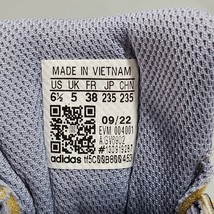 MADE IN VIETNAM
US UK FR JP CHN
6½ 5 38 235 235
09/22
EVM 004001
adidas